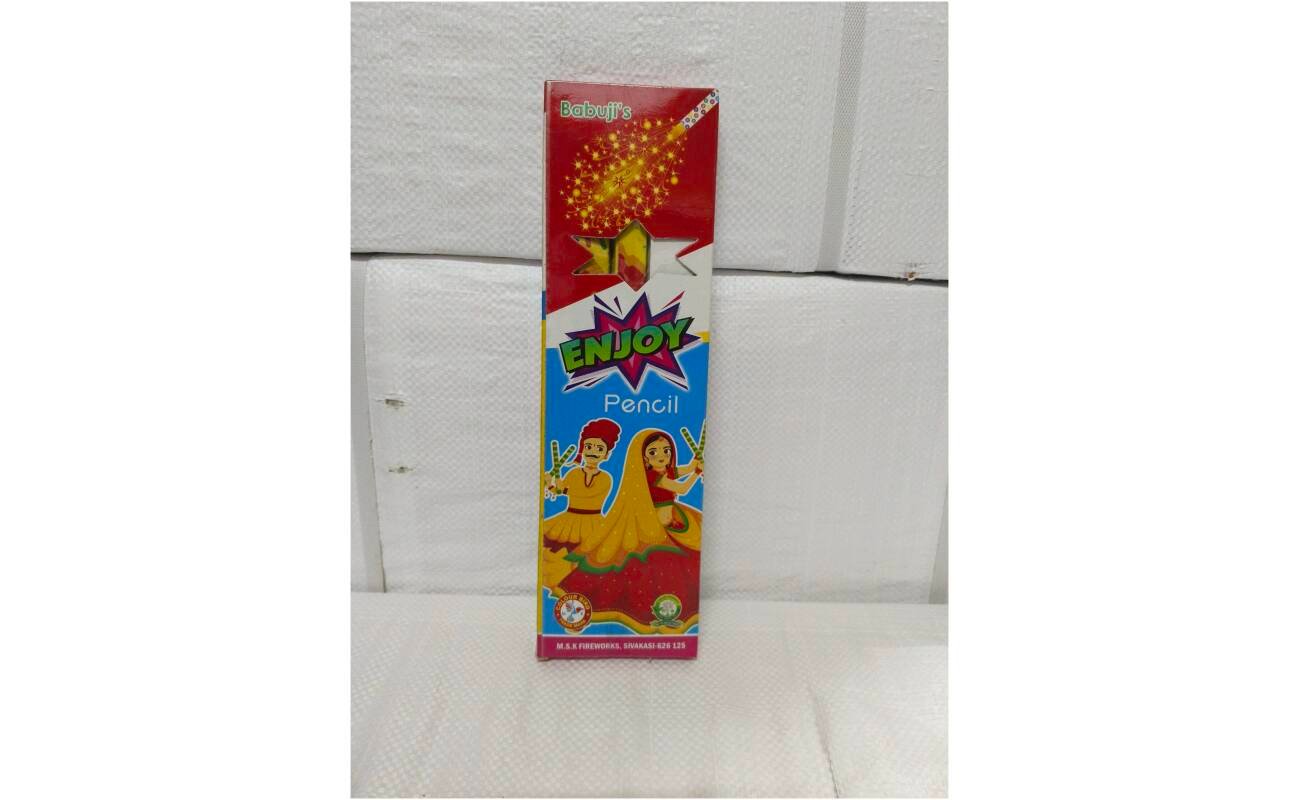 Babuji's
ENJOY
Pencil
M.S.K FIREWORKS, SIVAKASI-626 125